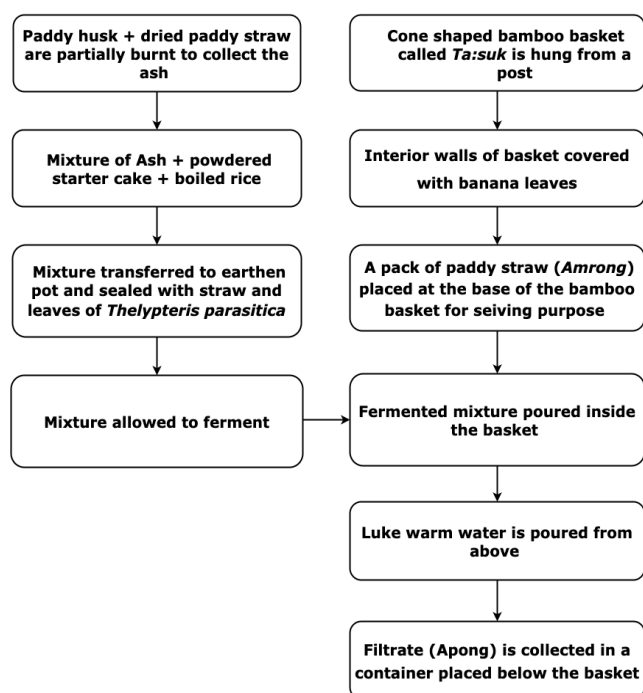 Paddy husk + dried paddy straw
are partially burnt to collect the
ash
Mixture of Ash + powdered
starter cake + boiled rice
Mixture transferred to earthen
pot and sealed with straw and
leaves of Thelypteris parasitica
Mixture allowed to ferment
Cone shaped bamboo basket
called Ta:suk is hung from a
post
Interior walls of basket covered
with banana leaves
A pack of paddy straw (Amrong)
placed at the base of the bamboo
basket for seiving purpose
Fermented mixture poured inside
the basket
Luke warm water is poured from
above
Filtrate (Apong) is collected in a
container placed below the basket